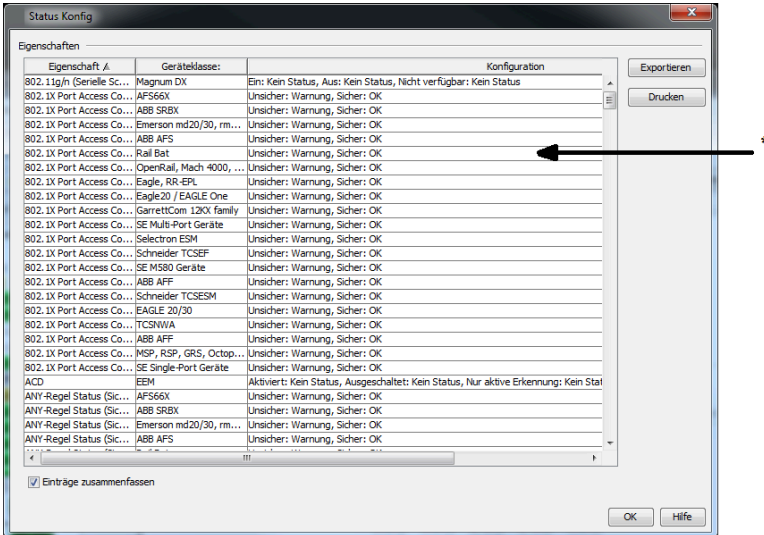 Status Konfig
Eigenschaften
Eigenschaft Geräteklasse: Konfiguration
802.11g/n (Serielle Sc... Magnum DX Ein: Kein Status, Aus: Kein Status, Nicht verfügbar: Kein Status
802.1X Port Access Co... AFS66X Unsicher: Warnung, Sicher: OK
802.1X Port Access Co... ABB SRBX Unsicher: Warnung, Sicher: OK
802.1X Port Access Co... Emerson md20/30, rm... Unsicher: Warnung, Sicher: OK
802.1X Port Access Co... ABB AFS Unsicher: Warnung, Sicher: OK
802.1X Port Access Co... Rail Bat Unsicher: Warnung, Sicher: OK
802.1X Port Access Co... OpenRail, Mach 4000, ... Unsicher: Warnung, Sicher: OK
802.1X Port Access Co... Eagle, RR-EPL Unsicher: Warnung, Sicher: OK
802.1X Port Access Co... Eagle20 / EAGLE One Unsicher: Warnung, Sicher: OK
802.1X Port Access Co... GarrettCom 12KX family Unsicher: Warnung, Sicher: OK
802.1X Port Access Co... SE Multi-Port Geräte Unsicher: Warnung, Sicher: OK
802.1X Port Access Co... Selectron ESM Unsicher: Warnung, Sicher: OK
802.1X Port Access Co... Schneider TCSEF Unsicher: Warnung, Sicher: OK
802.1X Port Access Co... SE M580 Geräte Unsicher: Warnung, Sicher: OK
802.1X Port Access Co... ABB AFF Unsicher: Warnung, Sicher: OK
802.1X Port Access Co... Schneider TCSESM Unsicher: Warnung, Sicher: OK
802.1X Port Access Co... EAGLE 20/30 Unsicher: Warnung, Sicher: OK
802.1X Port Access Co... TCSNWA Unsicher: Warnung, Sicher: OK
802.1X Port Access Co... ABB AFF Unsicher: Warnung, Sicher: OK
802.1X Port Access Co... MSP, RSP, GRS, Octop... Unsicher: Warnung, Sicher: OK
802.1X Port Access Co... SE Single-Port Geräte Unsicher: Warnung, Sicher: OK
ACD EEM Aktiviert: Kein Status, Ausgeschaltet: Kein Status, Nur aktive Erkennung: Kein Stat
ANY-Regel Status (Sic... AFS66X Unsicher: Warnung, Sicher: OK
ANY-Regel Status (Sic... ABB SRBX Unsicher: Warnung, Sicher: OK
ANY-Regel Status (Sic... Emerson md20/30, rm... Unsicher: Warnung, Sicher: OK
ANY-Regel Status (Sic... ABB AFS Unsicher: Warnung, Sicher: OK
Exportieren
Drucken
*
Einträge zusammenfassen
OK Hilfe